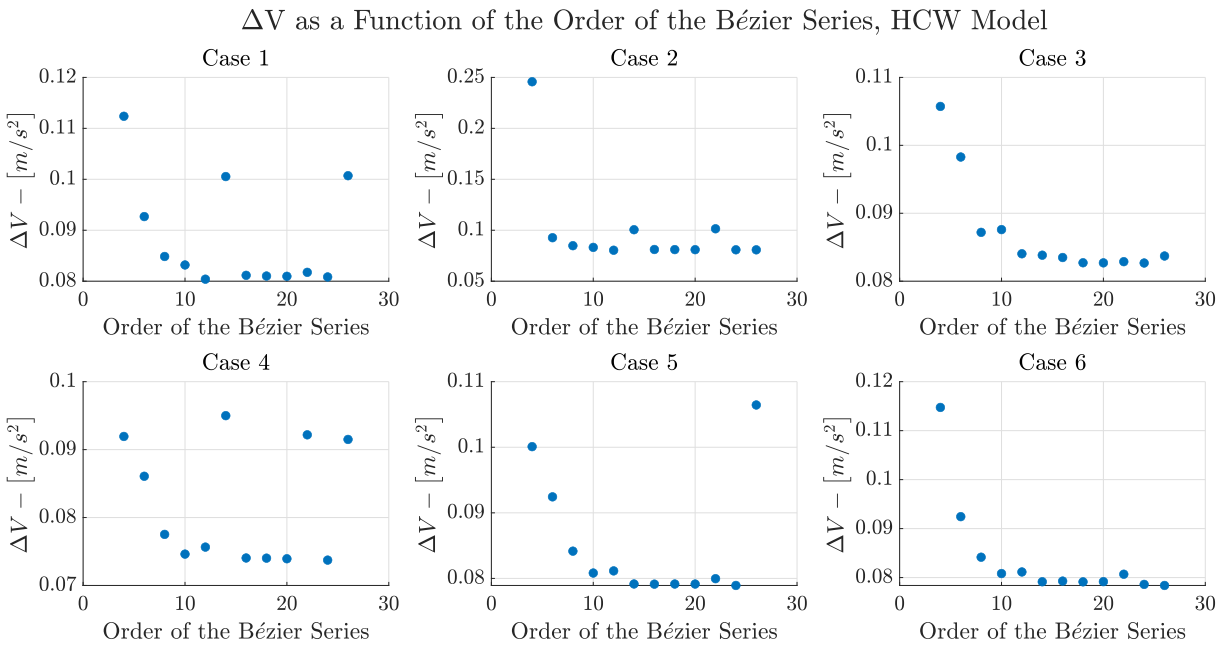 ΔV as a Function of the Order of the Bézier Series, HCW Model
Case 1
0.12
0.11
0.1
0.09
0.08
ΔV − [m/s²]
0 10 20 30
Order of the Bézier Series
Case 2
0.25
0.2
0.15
0.1
0.05
ΔV − [m/s²]
0 10 20 30
Order of the Bézier Series
Case 3
0.11
0.1
0.09
0.08
ΔV − [m/s²]
0 10 20 30
Order of the Bézier Series
Case 4
0.1
0.09
0.08
0.07
ΔV − [m/s²]
0 10 20 30
Order of the Bézier Series
Case 5
0.11
0.1
0.09
0.08
ΔV − [m/s²]
0 10 20 30
Order of the Bézier Series
Case 6
0.12
0.11
0.1
0.09
0.08
ΔV − [m/s²]
0 10 20 30
Order of the Bézier Series